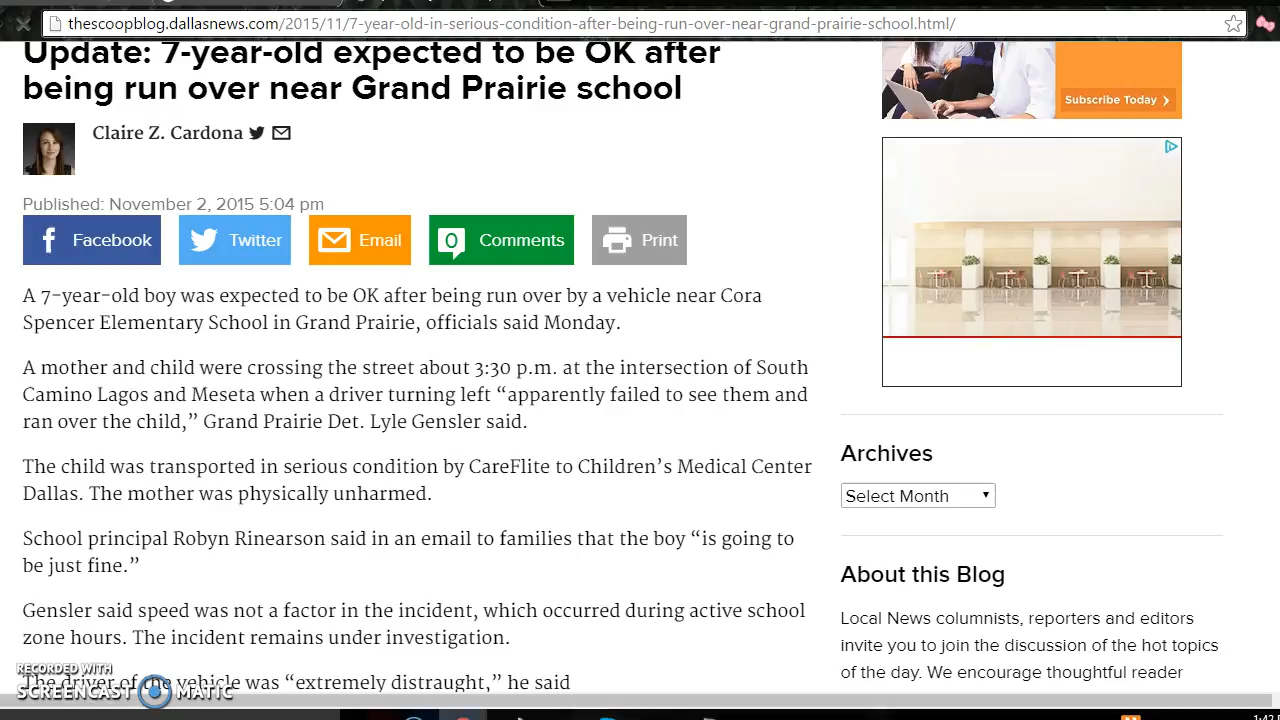 thescoopblog.dallasnews.com/2015/11/7-year-old-in-serious-condition-after-being-run-over-near-grand-prairie-school.html/
Update: 7-year-old expected to be OK after
being run over near Grand Prairie school
Claire Z. Cardona
Published: November 2, 2015 5:04 pm
Facebook
Twitter
Email
0 Comments
Print
A 7-year-old boy was expected to be OK after being run over by a vehicle near Cora
Spencer Elementary School in Grand Prairie, officials said Monday.
A mother and child were crossing the street about 3:30 p.m. at the intersection of South
Camino Lagos and Meseta when a driver turning left “apparently failed to see them and
ran over the child,” Grand Prairie Det. Lyle Gensler said.
The child was transported in serious condition by CareFlite to Children’s Medical Center
Dallas. The mother was physically unharmed.
School principal Robyn Rinearson said in an email to families that the boy “is going to
be just fine.”
Gensler said speed was not a factor in the incident, which occurred during active school
zone hours. The incident remains under investigation.
The driver of the vehicle was “extremely distraught,” he said
RECORDED WITH
SCREENCAST MATIC
Subscribe Today
Archives
Select Month
About this Blog
Local News columnists, reporters and editors
invite you to join the discussion of the hot topics
of the day. We encourage thoughtful reader